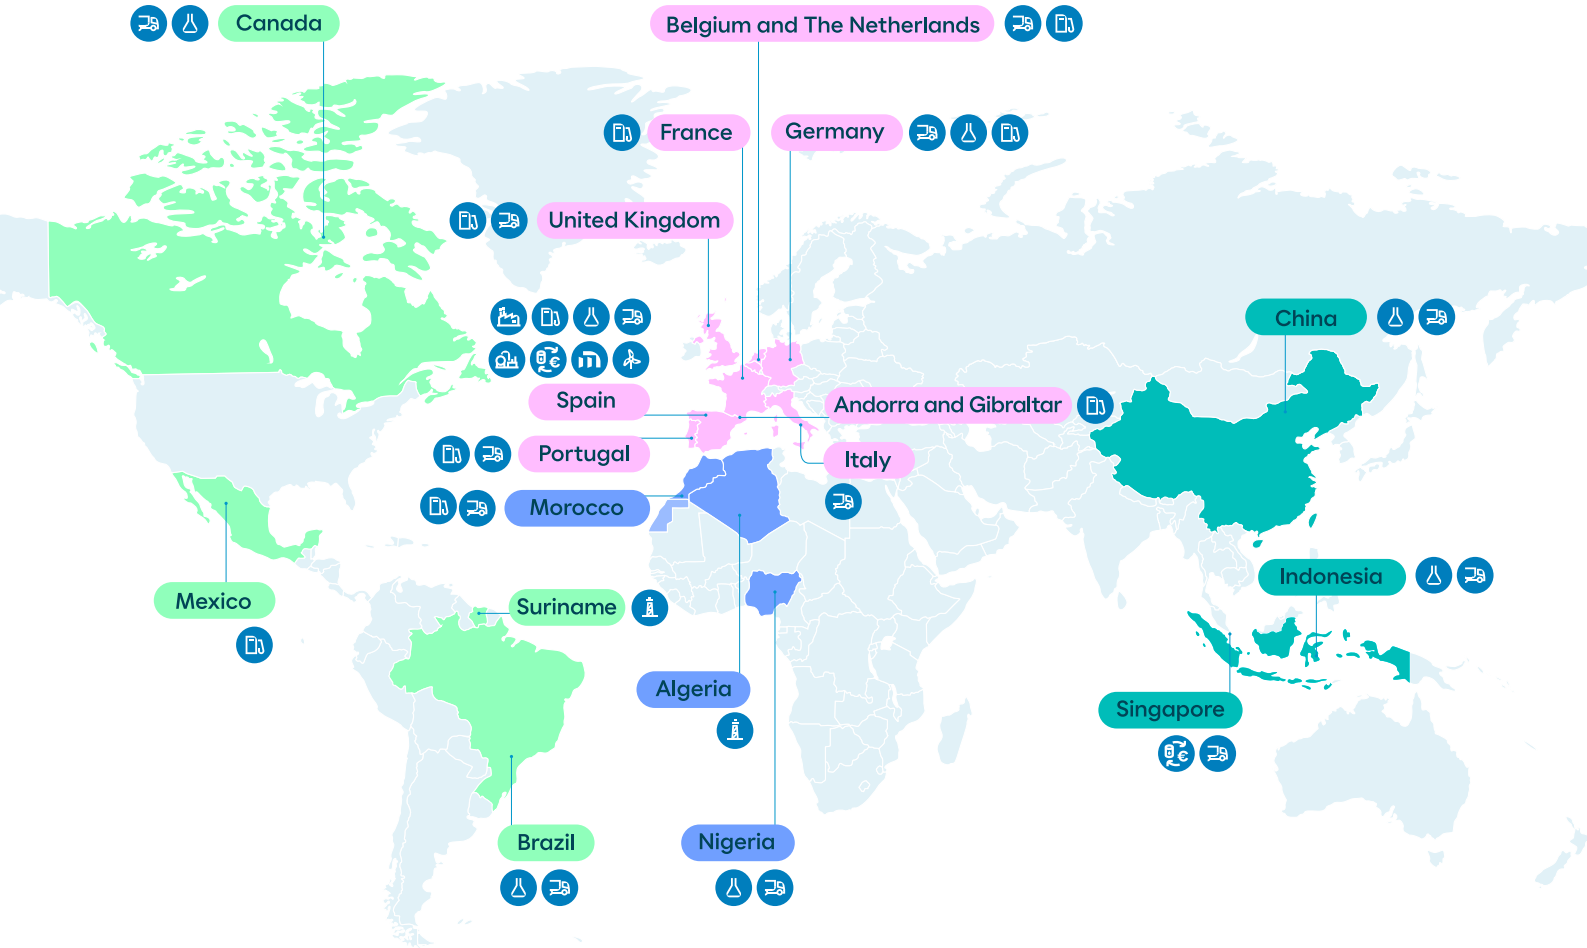 Canada
Belgium and The Netherlands
France
Germany
United Kingdom
China
Spain
Andorra and Gibraltar
Portugal
Italy
Morocco
Indonesia
Mexico
Suriname
Algeria
Singapore
Brazil
Nigeria